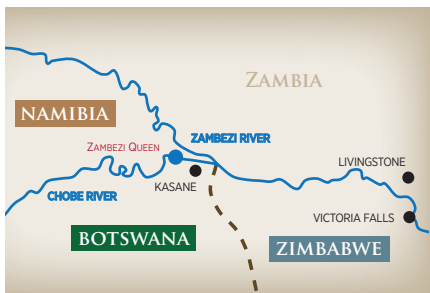 ZAMBIA
NAMIBIA
ZAMBEZI RIVER
ZAMBEZI QUEEN
LIVINGSTONE
KASANE
CHOBE RIVER
VICTORIA FALLS
BOTSWANA
ZIMBABWE